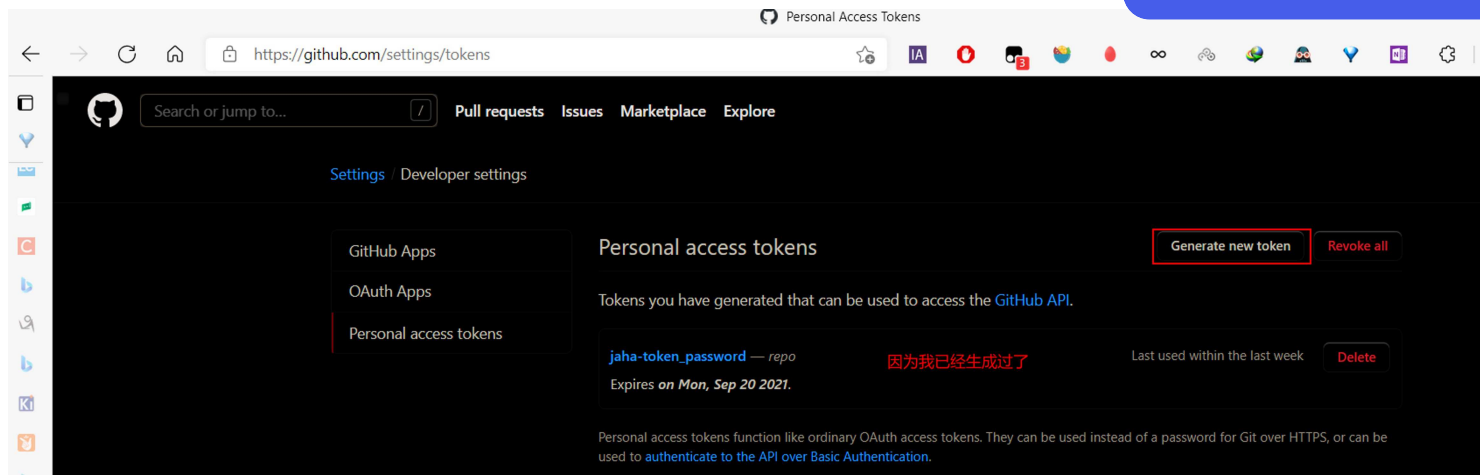 Personal Access Tokens
https://github.com/settings/tokens
IA
3
N
Search or jump to...
/
Pull requests Issues Marketplace Explore
Settings / Developer settings
GitHub Apps
OAuth Apps
Personal access tokens
Personal access tokens
Generate new token
Revoke all
Tokens you have generated that can be used to access the GitHub API.
jaha-token_password — repo
因为我已经生成过了
Last used within the last week
Delete
Expires on Mon, Sep 20 2021.
Personal access tokens function like ordinary OAuth access tokens. They can be used instead of a password for Git over HTTPS, or can be
used to authenticate to the API over Basic Authentication.
C
Ki